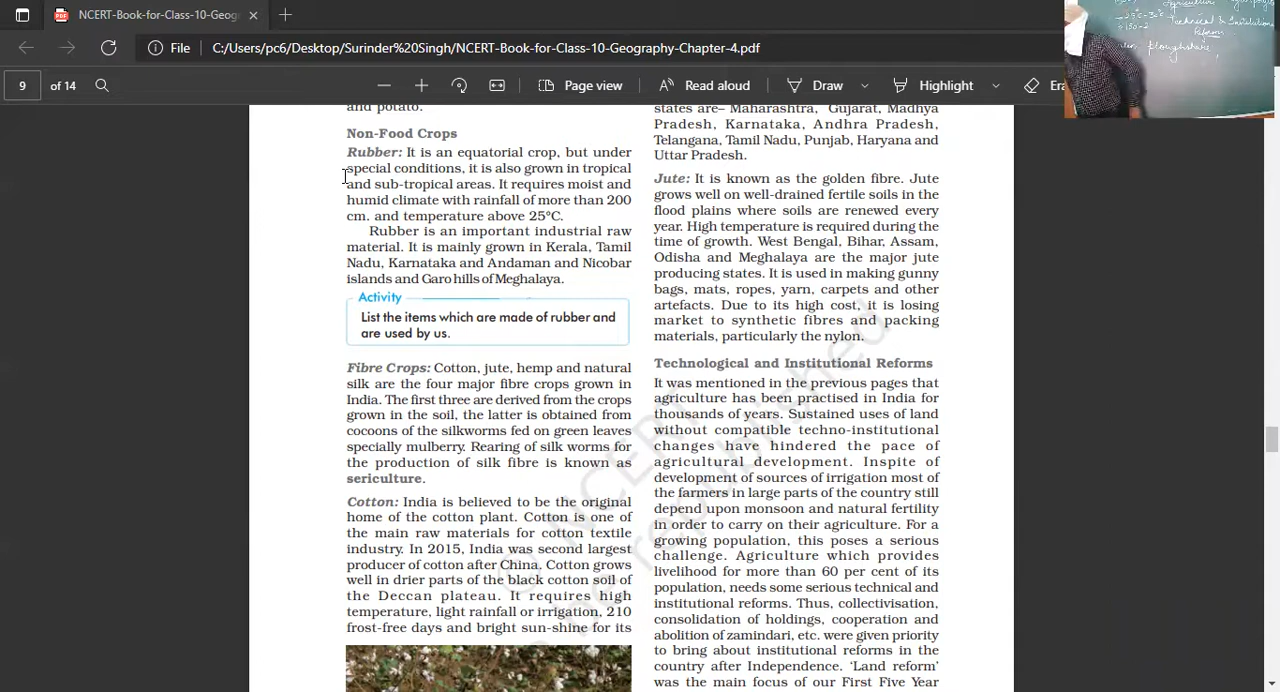 NCERT-Book-for-Class-10-Geog
File
C:/Users/pc6/Desktop/Surinder%20Singh/NCERT-Book-for-Class-10-Geography-Chapter-4.pdf
9 of 14
Page view
Read aloud
Draw
Highlight
Era
and potato.
Non-Food Crops
Rubber: It is an equatorial crop, but under
special conditions, it is also grown in tropical
and sub-tropical areas. It requires moist and
humid climate with rainfall of more than 200
cm. and temperature above 25°C.
Rubber is an important industrial raw
material. It is mainly grown in Kerala, Tamil
Nadu, Karnataka and Andaman and Nicobar
islands and Garo hills of Meghalaya.
Activity
List the items which are made of rubber and
are used by us.
Fibre Crops: Cotton, jute, hemp and natural
silk are the four major fibre crops grown in
India. The first three are derived from the crops
grown in the soil, the latter is obtained from
cocoons of the silkworms fed on green leaves
specially mulberry. Rearing of silk worms for
the production of silk fibre is known as
sericulture.
Cotton: India is believed to be the original
home of the cotton plant. Cotton is one of
the main raw materials for cotton textile
industry. In 2015, India was second largest
producer of cotton after China. Cotton grows
well in drier parts of the black cotton soil of
the Deccan plateau. It requires high
temperature, light rainfall or irrigation, 210
frost-free days and bright sun-shine for its
states are– Maharashtra, Gujarat, Madhya
Pradesh, Karnataka, Andhra Pradesh,
Telangana, Tamil Nadu, Punjab, Haryana and
Uttar Pradesh.
Jute: It is known as the golden fibre. Jute
grows well on well-drained fertile soils in the
flood plains where soils are renewed every
year. High temperature is required during the
time of growth. West Bengal, Bihar, Assam,
Odisha and Meghalaya are the major jute
producing states. It is used in making gunny
bags, mats, ropes, yarn, carpets and other
artefacts. Due to its high cost, it is losing
market to synthetic fibres and packing
materials, particularly the nylon.
Technological and Institutional Reforms
It was mentioned in the previous pages that
agriculture has been practised in India for
thousands of years. Sustained uses of land
without compatible techno-institutional
changes have hindered the pace of
agricultural development. Inspite of
development of sources of irrigation most of
the farmers in large parts of the country still
depend upon monsoon and natural fertility
in order to carry on their agriculture. For a
growing population, this poses a serious
challenge. Agriculture which provides
livelihood for more than 60 per cent of its
population, needs some serious technical and
institutional reforms. Thus, collectivisation,
consolidation of holdings, cooperation and
abolition of zamindari, etc. were given priority
to bring about institutional reforms in the
country after Independence. 'Land reform'
was the main focus of our First Five Year
© NCERT
be republished
Agriculture
Technical & Institutional
Reforms
ploughshare